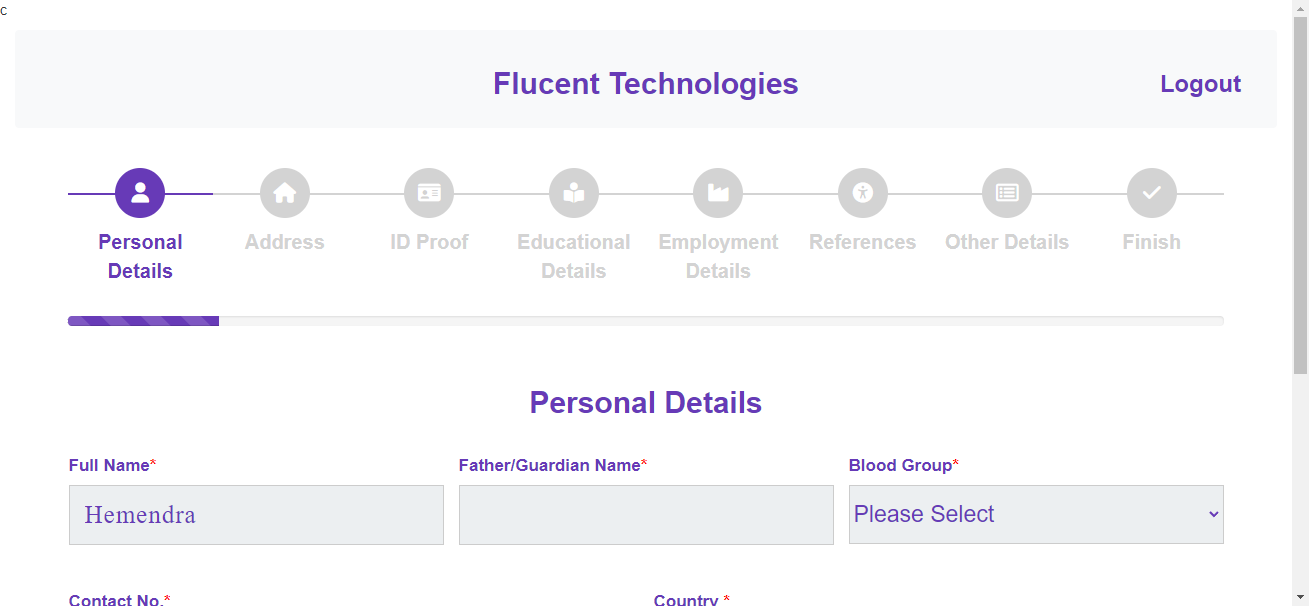 c
Flucent Technologies
Logout
Personal Details
Address
ID Proof
Educational Details
Employment Details
References
Other Details
Finish
Personal Details
Full Name*
Father/Guardian Name*
Blood Group*
Hemendra
Please Select
Contact No.*
Country *